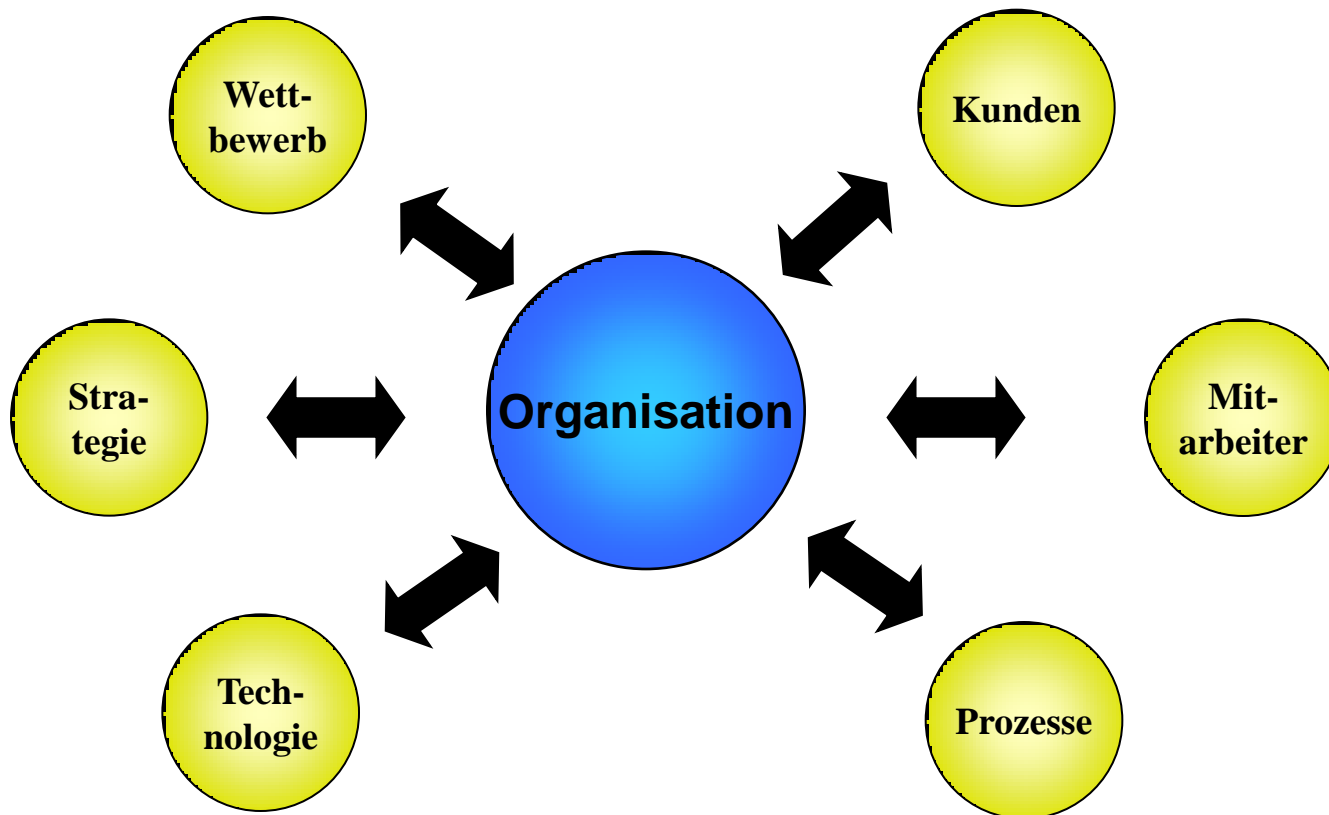 Wett-
bewerb
Kunden
Stra-
tegie
Organisation
Mit-
arbeiter
Tech-
nologie
Prozesse